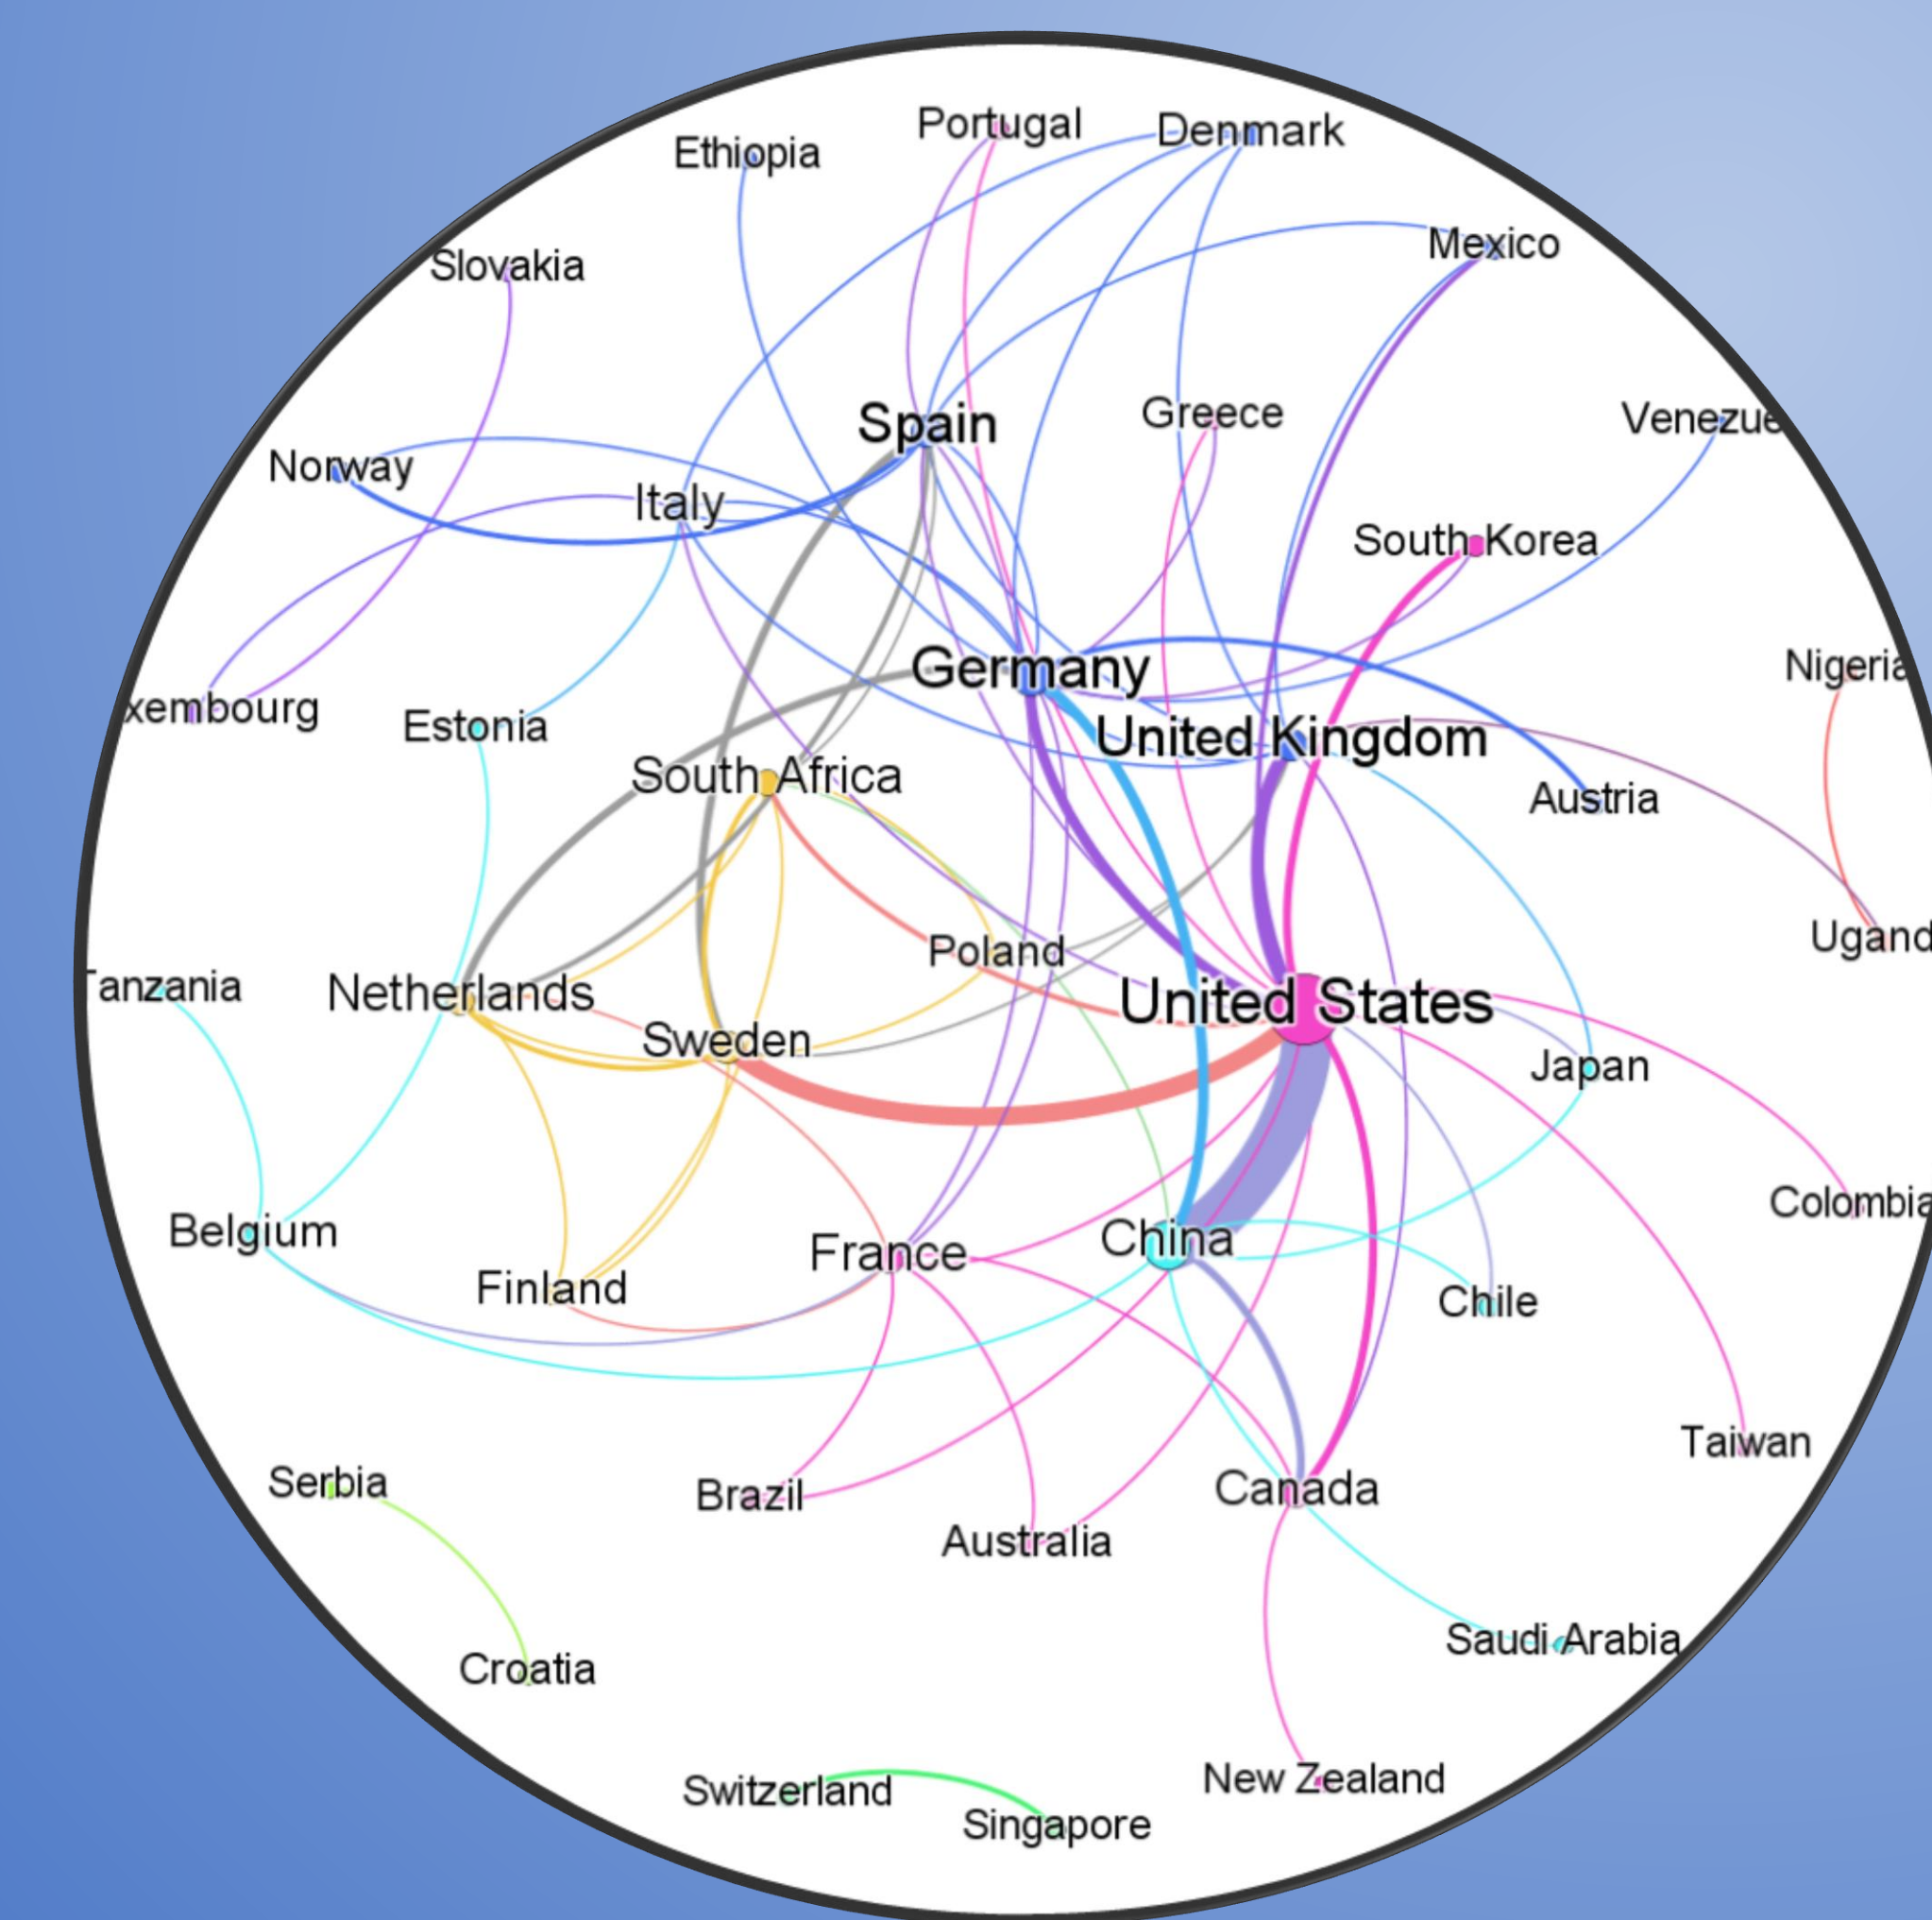 Portugal
Denmark
Ethiopia
Mexico
Slovakia
Spain
Greece
Venezue
Norway
Italy
South Korea
Germany
Nigeria
xembourg
Estonia
United Kingdom
South Africa
Austria
Poland
Ugand
Tanzania
Netherlands
United States
Sweden
Japan
Colombia
Belgium
China
France
Finland
Chile
Taiwan
Serbia
Brazil
Canada
Australia
Saudi Arabia
Croatia
New Zealand
Switzerland
Singapore